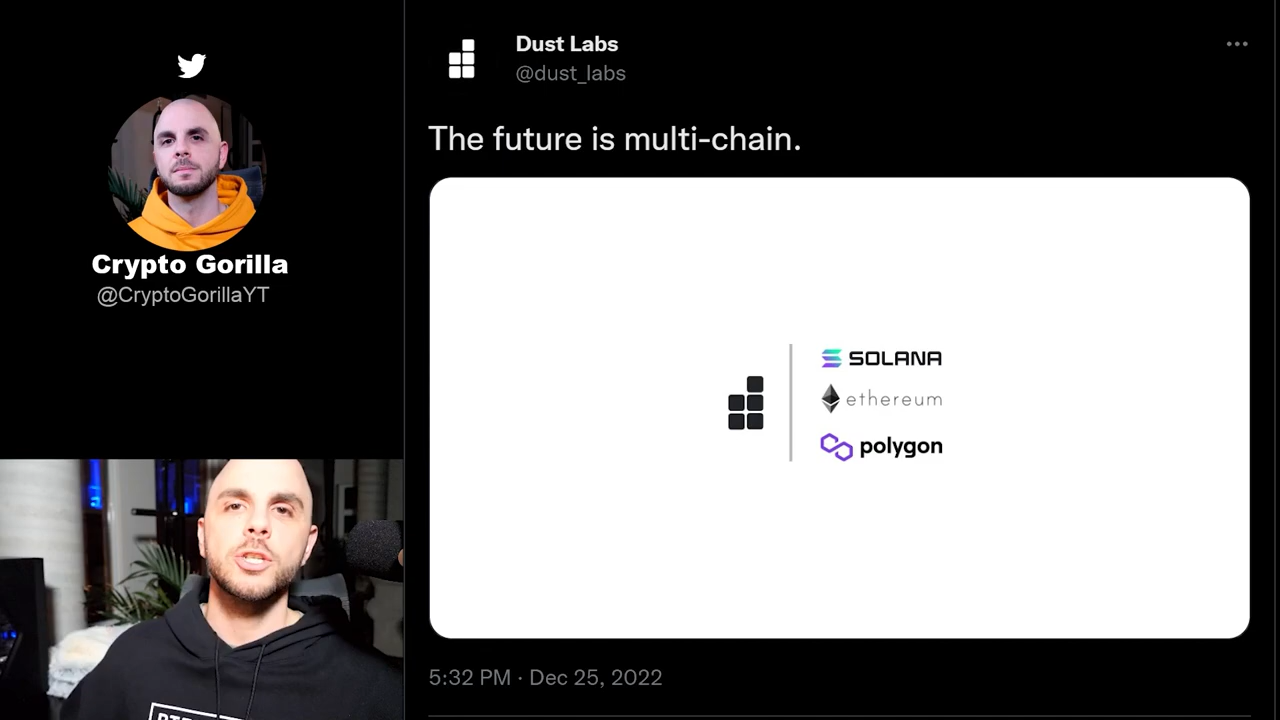 Crypto Gorilla
@CryptoGorillaYT
Dust Labs
@dust_labs
The future is multi-chain.
SOLANA
ethereum
polygon
5:32 PM · Dec 25, 2022